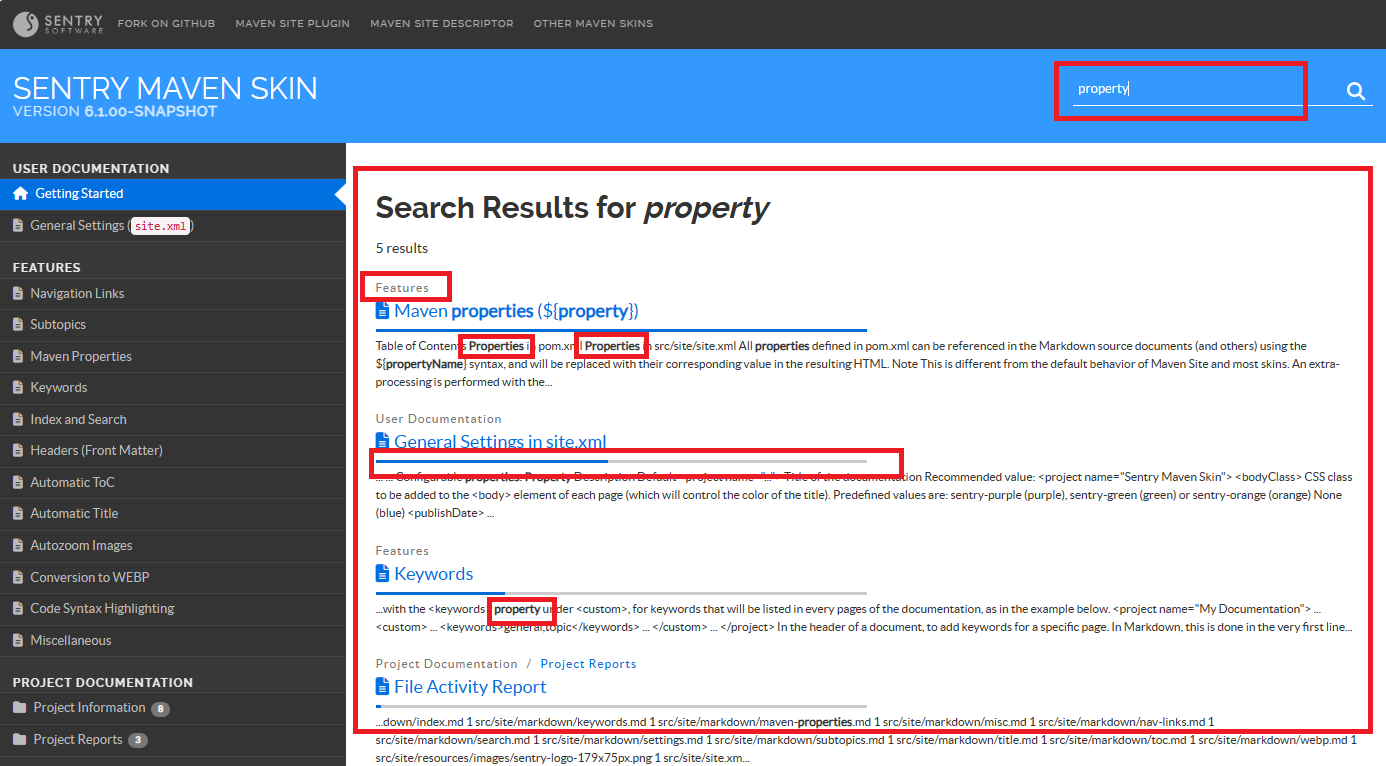 SENTRY
SOFTWARE
FORK ON GITHUB
MAVEN SITE PLUGIN
MAVEN SITE DESCRIPTOR
OTHER MAVEN SKINS
SENTRY MAVEN SKIN
VERSION 6.1.00-SNAPSHOT
property
USER DOCUMENTATION
Getting Started
General Settings (site.xml)
FEATURES
Navigation Links
Subtopics
Maven Properties
Keywords
Index and Search
Headers (Front Matter)
Automatic ToC
Automatic Title
Autozoom Images
Conversion to WEBP
Code Syntax Highlighting
Miscellaneous
PROJECT DOCUMENTATION
Project Information 8
Project Reports 3
Search Results for property
5 results
Features
Maven properties (${property})
Table of Contents Properties in pom.xml Properties in src/site/site.xml All properties defined in pom.xml can be referenced in the Markdown source documents (and others) using the
${propertyName} syntax, and will be replaced with their corresponding value in the resulting HTML. Note This is different from the default behavior of Maven Site and most skins. An extra-
processing is performed with the...
User Documentation
General Settings in site.xml
... ... Configurable properties: Property Description Default <project name="..."> Title of the documentation Recommended value: <project name="Sentry Maven Skin"> <bodyClass> CSS class
to be added to the <body> element of each page (which will control the color of the title). Predefined values are: sentry-purple (purple), sentry-green (green) or sentry-orange (orange) None
(blue) <publishDate> ...
Features
Keywords
...with the <keywords> property under <custom>, for keywords that will be listed in every pages of the documentation, as in the example below. <project name="My Documentation"> ...
<custom> ... <keywords>general,topic</keywords> ... </custom> ... </project> In the header of a document, to add keywords for a specific page. In Markdown, this is done in the very first line...
Project Documentation / Project Reports
File Activity Report
...down/index.md 1 src/site/markdown/keywords.md 1 src/site/markdown/maven-properties.md 1 src/site/markdown/misc.md 1 src/site/markdown/nav-links.md 1
src/site/markdown/search.md 1 src/site/markdown/settings.md 1 src/site/markdown/subtopics.md 1 src/site/markdown/title.md 1 src/site/markdown/toc.md 1 src/site/markdown/webp.md 1
src/site/resources/images/sentry-logo-179x75px.png 1 src/site/site.xm...